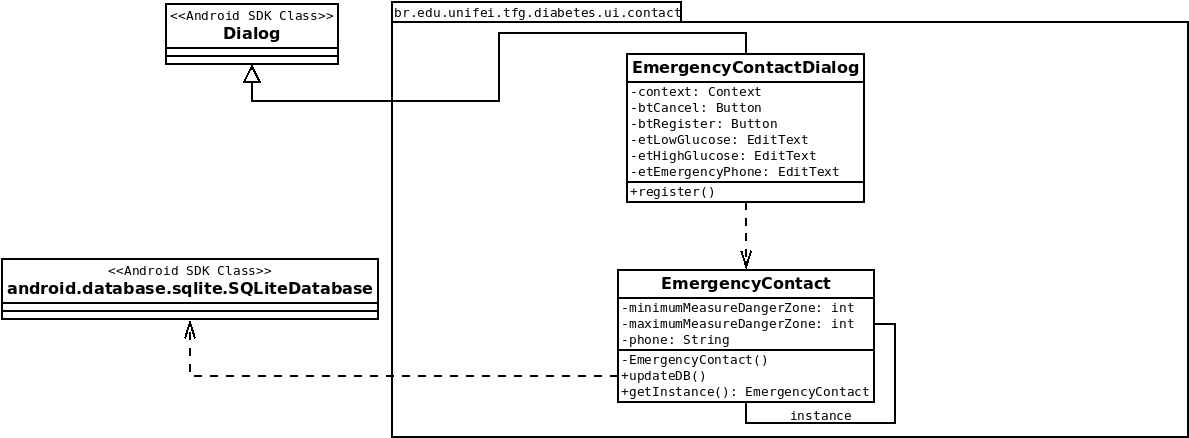 <<Android SDK Class>>
Dialog
br.edu.unifei.tfg.diabetes.ui.contact
EmergencyContactDialog
-context: Context
-btCancel: Button
-btRegister: Button
-etLowGlucose: EditText
-etHighGlucose: EditText
-etEmergencyPhone: EditText
+register()
<<Android SDK Class>>
android.database.sqlite.SQLiteDatabase
EmergencyContact
-minimumMeasureDangerZone: int
-maximumMeasureDangerZone: int
-phone: String
-EmergencyContact()
+updateDB()
+getInstance(): EmergencyContact
instance